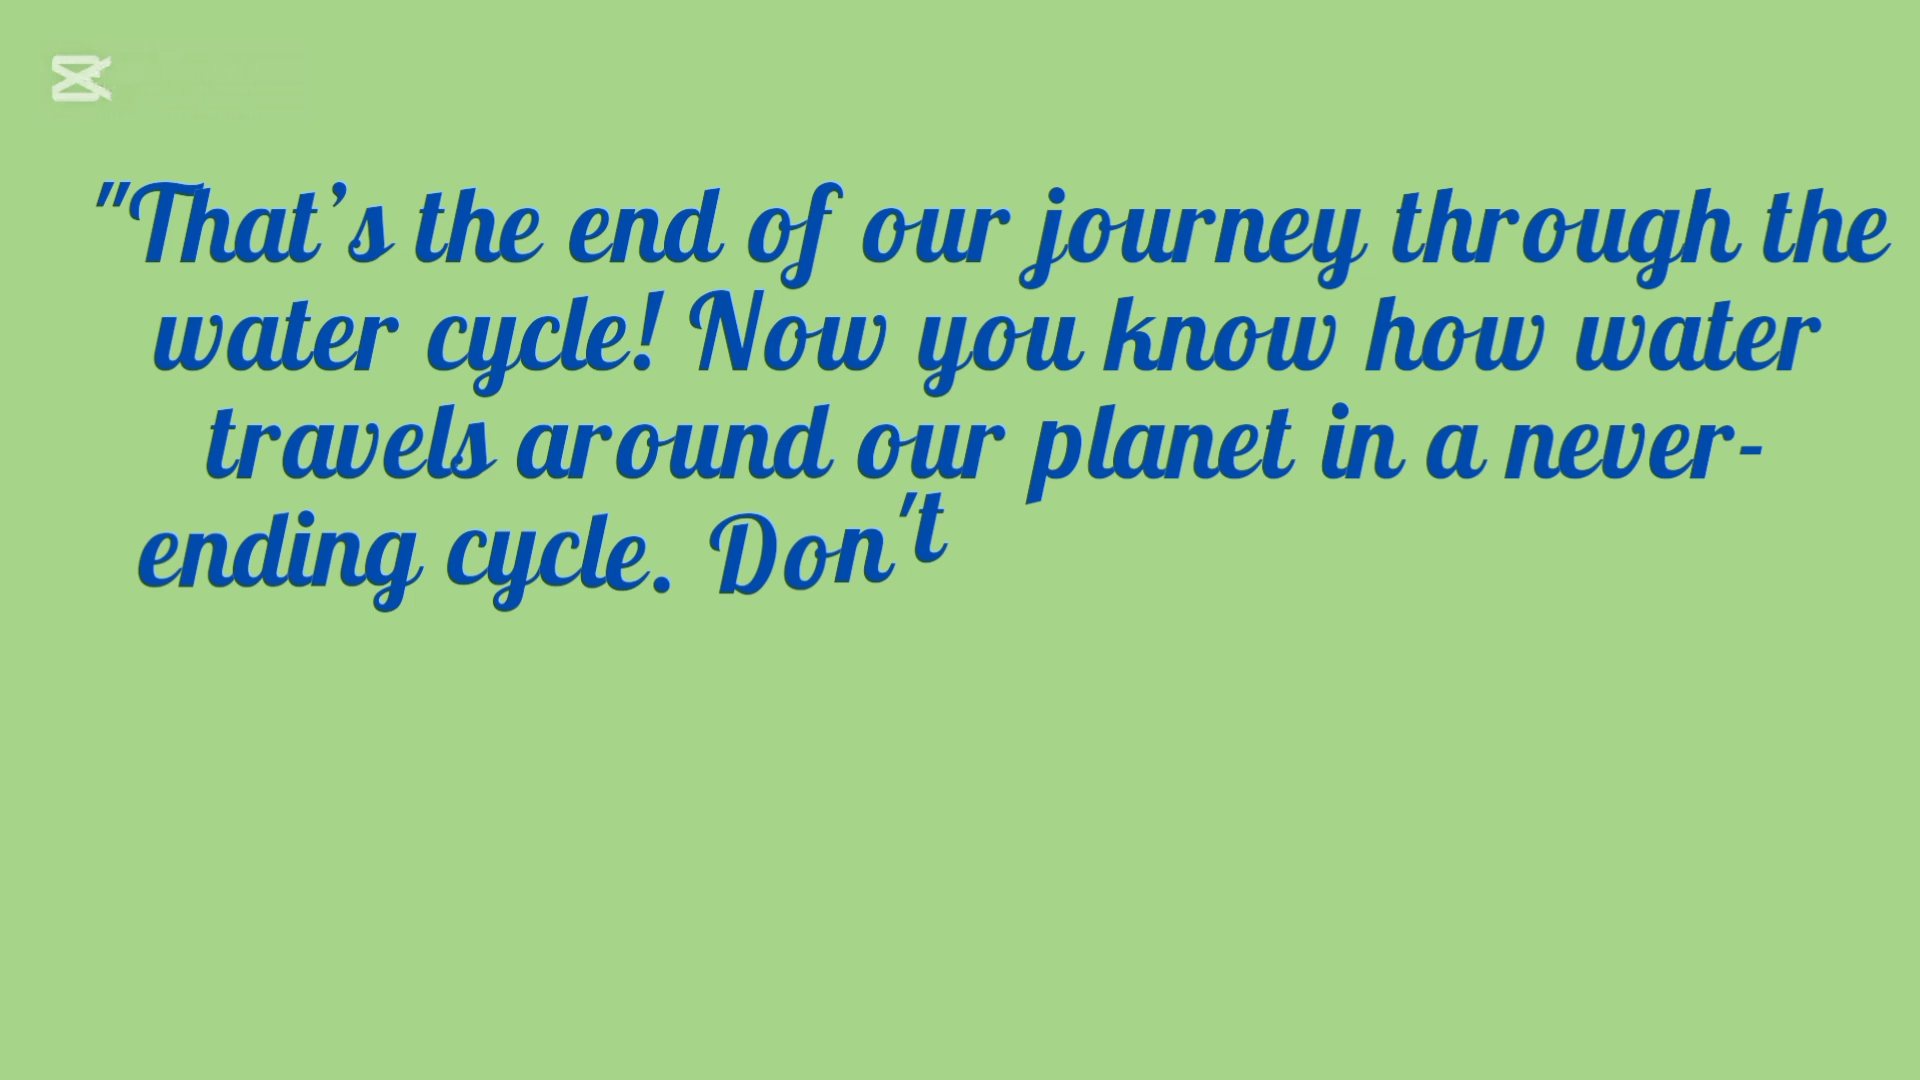 "That’s the end of our journey through the
water cycle! Now you know how water
travels around our planet in a never-
ending cycle. Don't